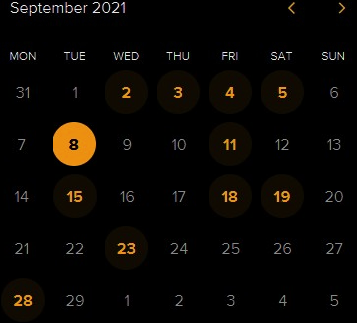 September 2021
MON TUE WED THU FRI SAT SUN
31 1 2 3 4 5 6
7 8 9 10 11 12 13
14 15 16 17 18 19 20
21 22 23 24 25 26 27
28 29 1 2 3 4 5